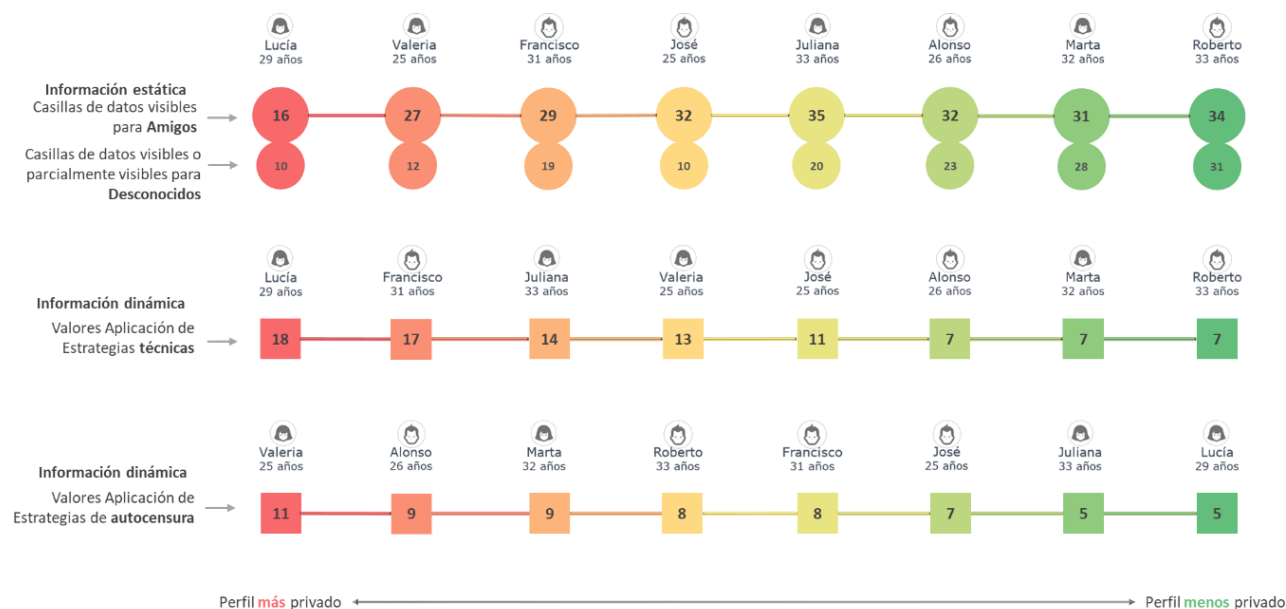 Lucía
29 años
Valeria
25 años
Francisco
31 años
José
25 años
Juliana
33 años
Alonso
26 años
Marta
32 años
Roberto
33 años
Información estática
Casillas de datos visibles
para Amigos
16
27
29
32
35
32
31
34
Casillas de datos visibles o
parcialmente visibles para
Desconocidos
10
12
19
10
20
23
28
31
Lucía
29 años
Francisco
31 años
Juliana
33 años
Valeria
25 años
José
25 años
Alonso
26 años
Marta
32 años
Roberto
33 años
Información dinámica
Valores Aplicación de
Estrategias técnicas
18
17
14
13
11
7
7
7
Valeria
25 años
Alonso
26 años
Marta
32 años
Roberto
33 años
Francisco
31 años
José
25 años
Juliana
33 años
Lucía
29 años
Información dinámica
Valores Aplicación de
Estrategias de autocensura
11
9
9
8
8
7
5
5
Perfil más privado
Perfil menos privado